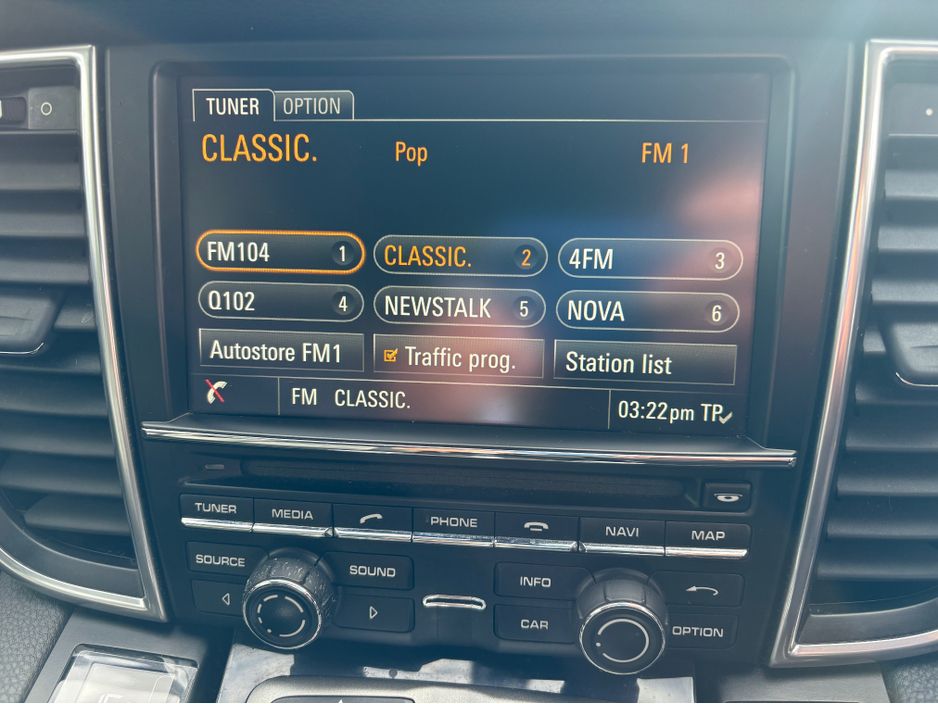 TUNER OPTION
CLASSIC. Pop FM 1
FM104 1 CLASSIC. 2 4FM 3
Q102 4 NEWSTALK 5 NOVA 6
Autostore FM1 Traffic prog. Station list
FM CLASSIC. 03:22pm TP
TUNER MEDIA PHONE NAVI MAP
SOURCE SOUND INFO
CAR OPTION